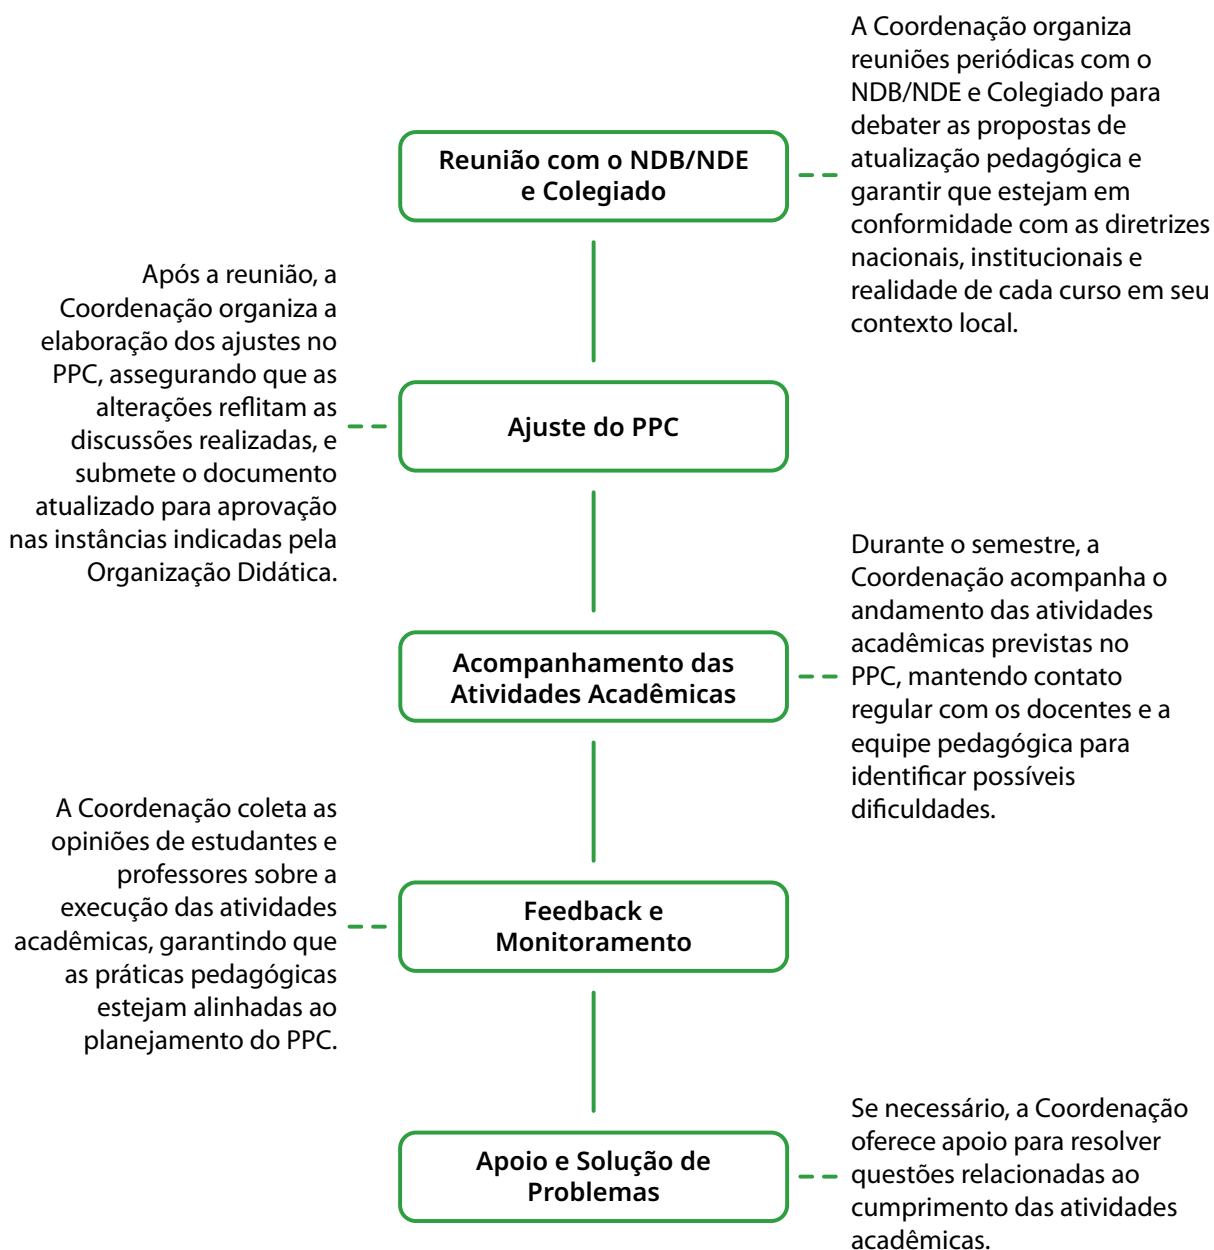 A Coordenação organiza
reuniões periódicas com o
NDB/NDE e Colegiado para
debater as propostas de
atualização pedagógica e
garantir que estejam em
conformidade com as diretrizes
nacionais, institucionais e
realidade de cada curso em seu
contexto local.
Reunião com o NDB/NDE
e Colegiado
Após a reunião, a
Coordenação organiza a
elaboração dos ajustes no
PPC, assegurando que as
alterações reflitam as
discussões realizadas, e
submete o documento
atualizado para aprovação
nas instâncias indicadas pela
Organização Didática.
Ajuste do PPC
Durante o semestre, a
Coordenação acompanha o
andamento das atividades
acadêmicas previstas no
PPC, mantendo contato
regular com os docentes e a
equipe pedagógica para
identificar possíveis
dificuldades.
Acompanhamento das
Atividades Acadêmicas
A Coordenação coleta as
opiniões de estudantes e
professores sobre a
execução das atividades
acadêmicas, garantindo que
as práticas pedagógicas
estejam alinhadas ao
planejamento do PPC.
Feedback e
Monitoramento
Se necessário, a Coordenação
oferece apoio para resolver
questões relacionadas ao
cumprimento das atividades
acadêmicas.
Apoio e Solução de
Problemas